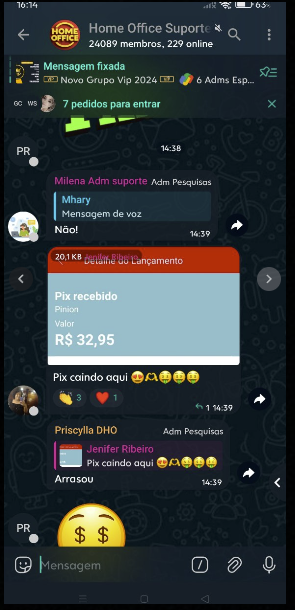 16:14
63%
HOME
OFFICE
Home Office Suporte
24089 membros, 229 online
Mensagem fixada
Novo Grupo Vip 2024
6 Adms Esp...
GC WS
7 pedidos para entrar
14:38
PR
Milena Adm suporte Adm Pesquisas
Mhary
Mensagem de voz
Não!
14:39
20,1 KB
Jenifer Ribeiro
Detalhe do Lançamento
Pix recebido
Pinion
Valor
R$ 32,95
Pix caindo aqui 😍🫶🤑🤑🤑
👏 3 ❤️ 1
1 14:39
Priscylla DHO Adm Pesquisas
Jenifer Ribeiro
Pix caindo aqui 😍🫶🤑🤑🤑
Arrasou
14:39
PR
$ $
Mensagem